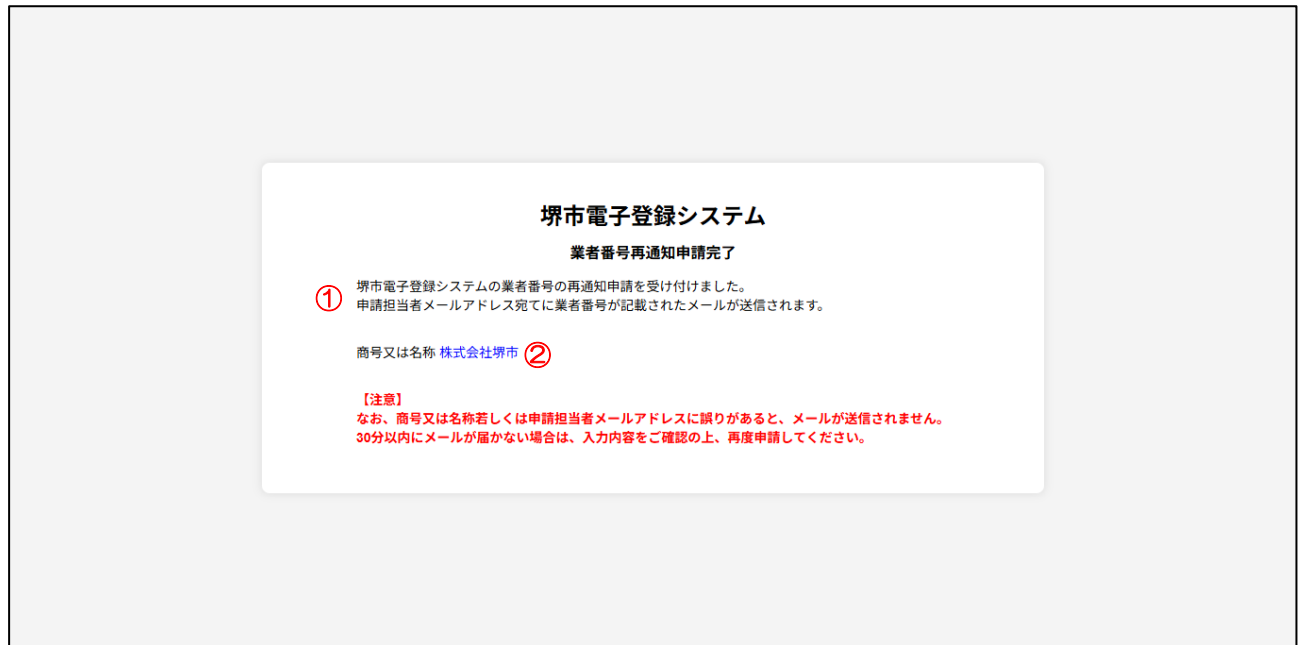 堺市電子登録システム
業者番号再通知申請完了
① 堺市電子登録システムの業者番号の再通知申請を受け付けました。
申請担当者メールアドレス宛てに業者番号が記載されたメールが送信されます。
商号又は名称 株式会社堺市 ②
【注意】
なお、商号又は名称若しくは申請担当者メールアドレスに誤りがあると、メールが送信されません。
30分以内にメールが届かない場合は、入力内容をご確認の上、再度申請してください。